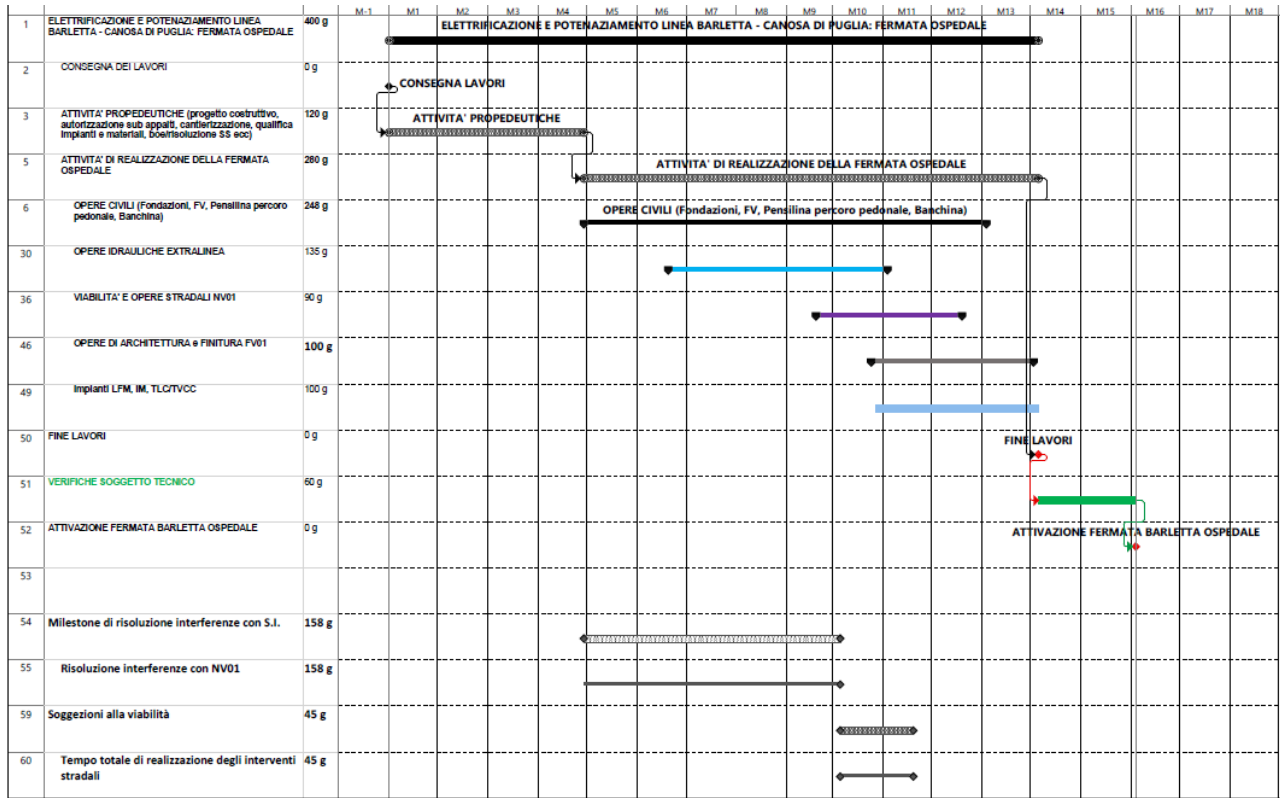 M-1 M1 M2 M3 M4 M5 M6 M7 M8 M9 M10 M11 M12 M13 M14 M15 M16 M17 M18
1 ELETTRIFICAZIONE E POTENAZIAMENTO LINEA 400 g
BARLETTA - CANOSA DI PUGLIA: FERMATA OSPEDALE
ELETTRIFICAZIONE E POTENAZIAMENTO LINEA BARLETTA - CANOSA DI PUGLIA: FERMATA OSPEDALE
2 CONSEGNA DEI LAVORI 0 g
CONSEGNA LAVORI
3 ATTIVITA' PROPEDEUTICHE (progetto costruttivo, 120 g
autorizzazione sub appalti, cantierizzazione, qualifica
impianti e materiali, boe/risoluzione SS ecc)
ATTIVITA' PROPEDEUTICHE
5 ATTIVITA' DI REALIZZAZIONE DELLA FERMATA 280 g
OSPEDALE
ATTIVITA' DI REALIZZAZIONE DELLA FERMATA OSPEDALE
6 OPERE CIVILI (Fondazioni, FV, Pensilina percoro 248 g
pedonale, Banchina)
OPERE CIVILI (Fondazioni, FV, Pensilina percoro pedonale, Banchina)
30 OPERE IDRAULICHE EXTRALINEA 135 g
36 VIABILITA' E OPERE STRADALI NV01 90 g
46 OPERE DI ARCHITETTURA e FINITURA FV01 100 g
49 Impianti LFM, IM, TLC/TVCC 100 g
50 FINE LAVORI 0 g
FINE LAVORI
51 VERIFICHE SOGGETTO TECNICO 60 g
52 ATTIVAZIONE FERMATA BARLETTA OSPEDALE 0 g
ATTIVAZIONE FERMATA BARLETTA OSPEDALE
53
54 Milestone di risoluzione interferenze con S.I. 158 g
55 Risoluzione interferenze con NV01 158 g
59 Soggezioni alla viabilità 45 g
60 Tempo totale di realizzazione degli interventi 45 g
stradali